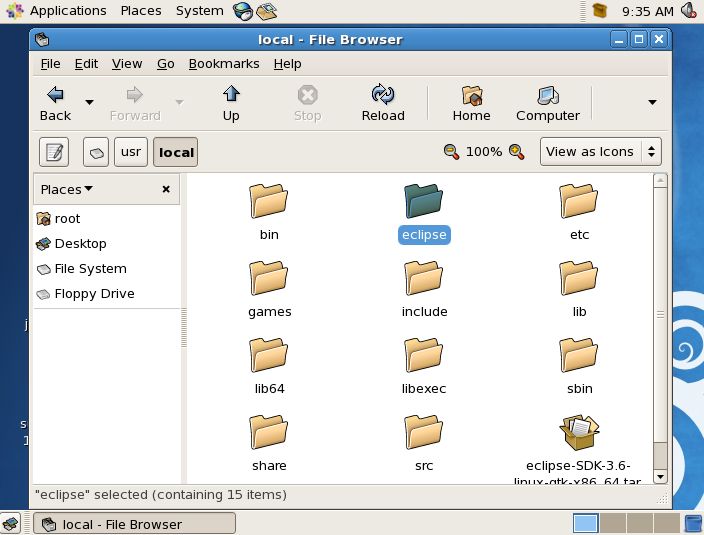 Applications Places System 9:35 AM
local - File Browser
File Edit View Go Bookmarks Help
Back Forward Up Stop Reload Home Computer
usr local 100% View as Icons
Places
root
Desktop
File System
Floppy Drive
bin eclipse etc
games include lib
lib64 libexec sbin
share src eclipse-SDK-3.6-
linux-gtk-x86_64.tar.
"eclipse" selected (containing 15 items)
local - File Browser